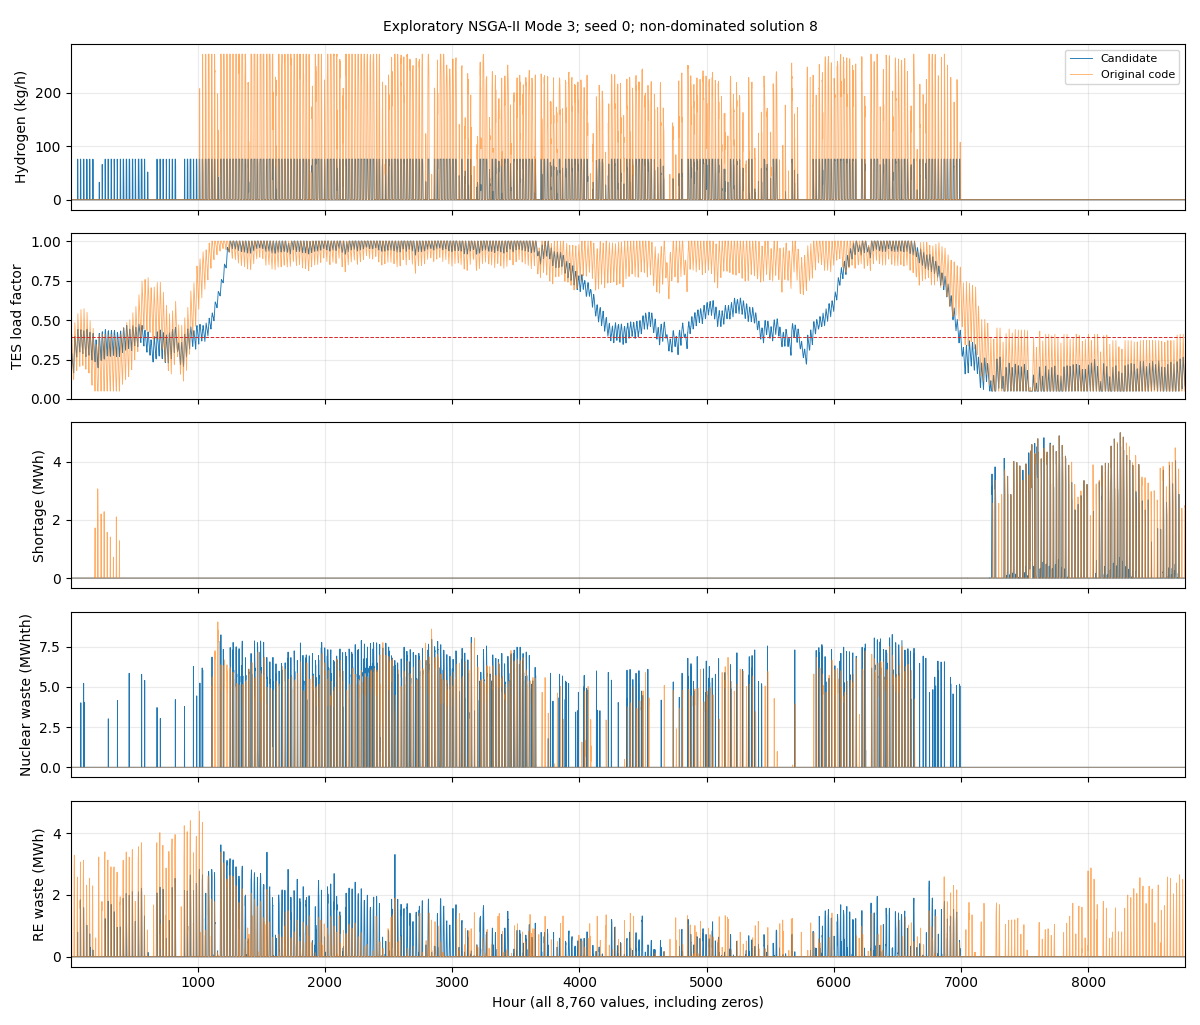 Exploratory NSGA-II Mode 3; seed 0; non-dominated solution 8
Hydrogen (kg/h)
200
100
0
Candidate
Original code
TES load factor
1.00
0.75
0.50
0.25
0.00
Shortage (MWh)
4
2
0
Nuclear waste (MWhth)
7.5
5.0
2.5
0.0
RE waste (MWh)
4
2
0
1000 2000 3000 4000 5000 6000 7000 8000
Hour (all 8,760 values, including zeros)